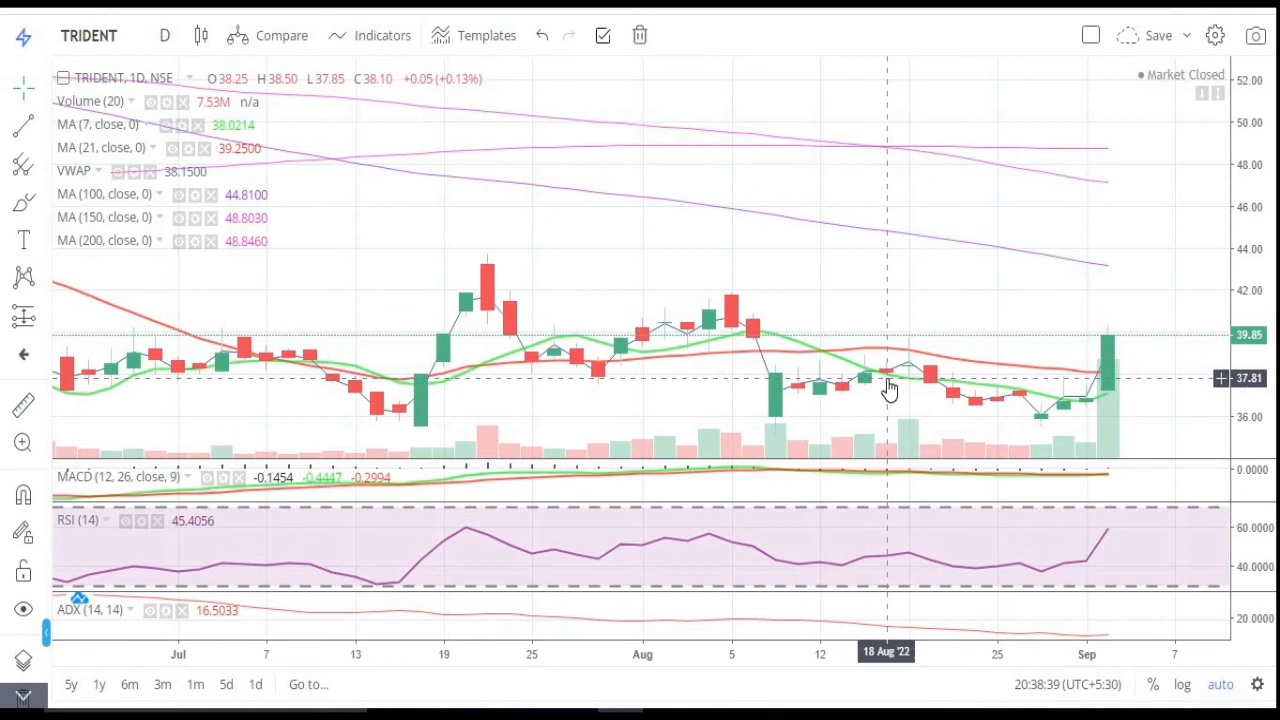 TRIDENT D Compare Indicators Templates Save
TRIDENT, 1D, NSE O 38.25 H 38.50 L 37.85 C 38.10 +0.05 (+0.13%)
Market Closed
Volume (20) 7.53M n/a
MA (7, close, 0) 38.0214
MA (21, close, 0) 39.2500
VWAP 38.1500
MA (100, close, 0) 44.8100
MA (150, close, 0) 48.8030
MA (200, close, 0) 48.8460
52.00
50.00
48.00
46.00
44.00
42.00
39.85
37.81
36.00
MACD (12, 26, close, 9) -0.1454 -0.4447 -0.2994
0.0000
RSI (14) 45.4056
60.0000
40.0000
ADX (14, 14) 16.5033
20.0000
Jul 7 13 19 25 Aug 5 12 18 Aug '22 25 Sep 7
5y 1y 6m 3m 1m 5d 1d Go to... 20:38:39 (UTC+5:30) % log auto